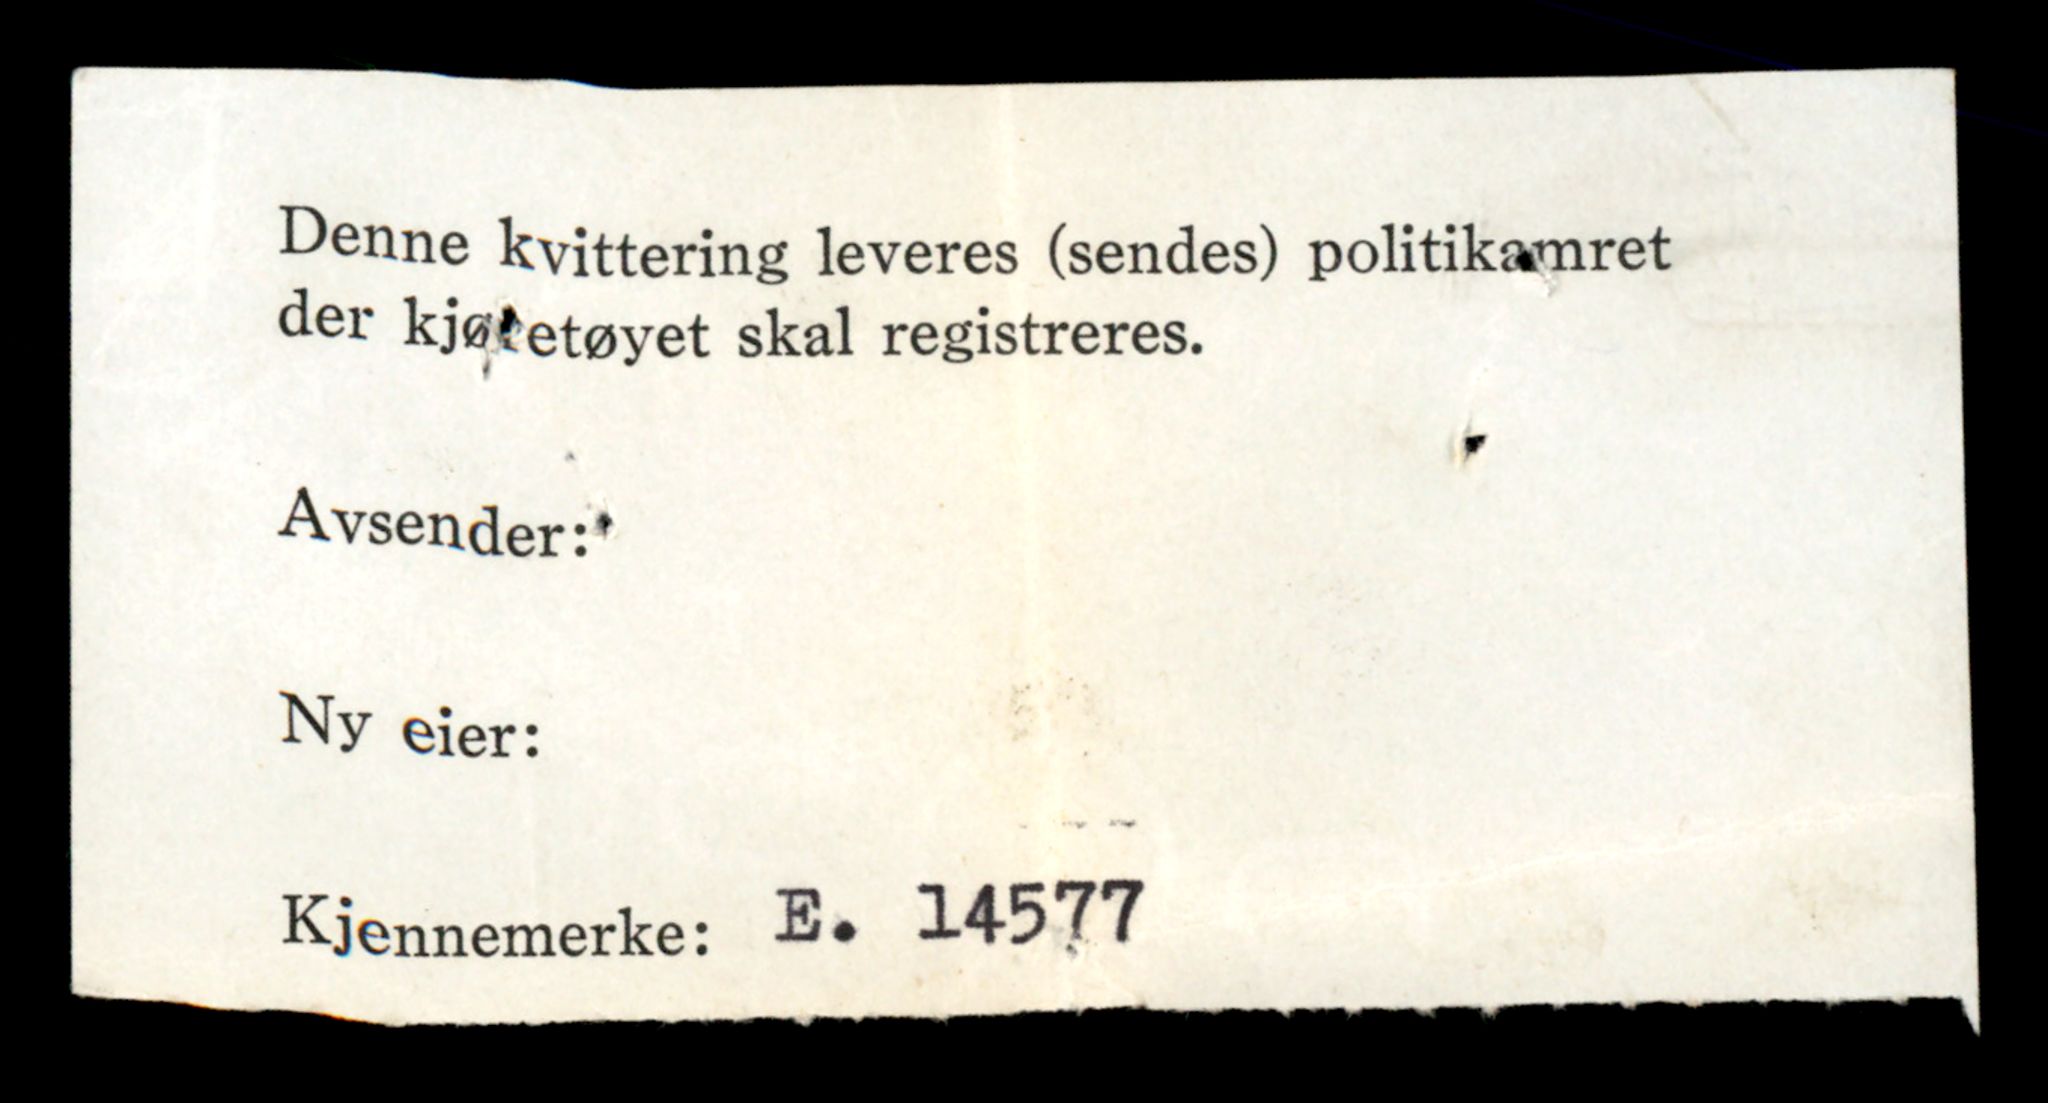 Denne kvittering leveres (sendes) politikamret
der kjøretøyet skal registreres.
Avsender:
Ny eier:
Kjennemerke: E. 14577